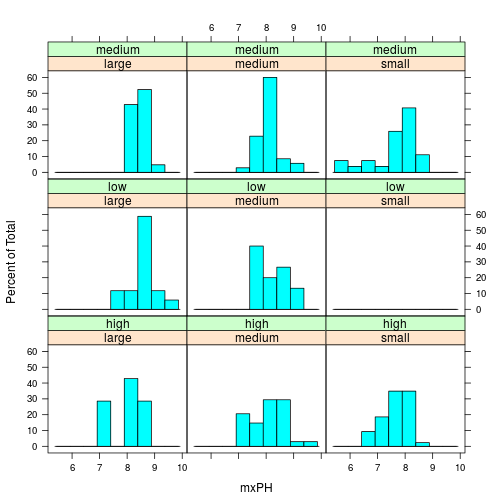 6 7 8 9 10
medium medium medium
large medium small
60
50
40
30
20
10
0
low low low
large medium small
60
50
40
30
20
10
0
Percent of Total
high high high
large medium small
60
50
40
30
20
10
0
6 7 8 9 10 6 7 8 9 10
mxPH